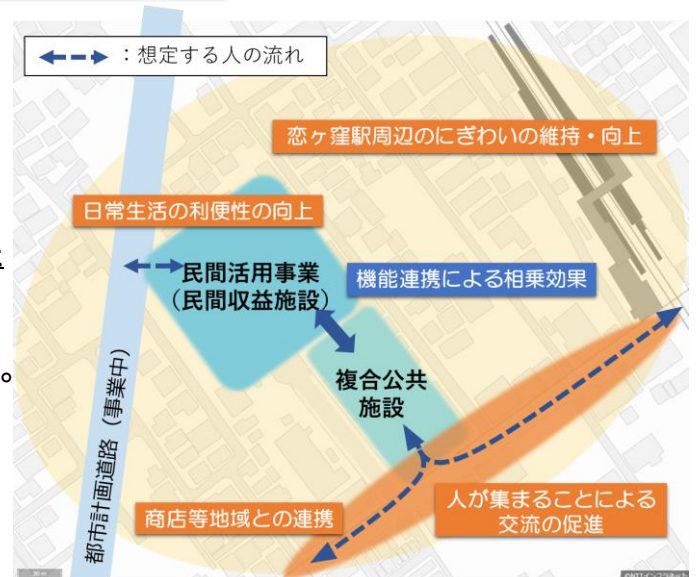 ：想定する人の流れ
恋ヶ窪駅周辺のにぎわいの維持・向上
日常生活の利便性の向上
民間活用事業
（民間収益施設）
機能連携による相乗効果
。
複合公共
施設
都市計画道路（事業中）
商店等地域との連携
人が集まることによる
交流の促進